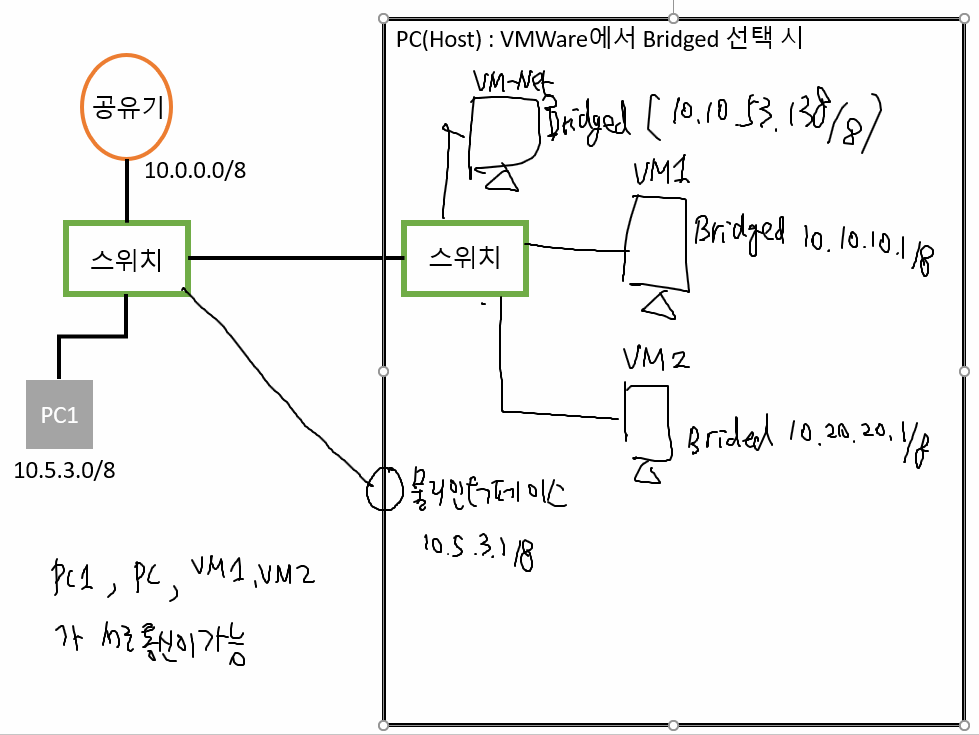 PC(Host) : VMWare에서 Bridged 선택 시
VM-Net
Bridged (10.10.53.138/8)
공유기
10.0.0.0/8
VM1
Bridged 10.10.10.1/8
스위치
스위치
VM2
Brided 10.20.20.1/8
PC1
10.5.3.0/8
물리인터페이스
10.5.3.1/8
PC1, PC, VM1, VM2
가 서로통신이가능